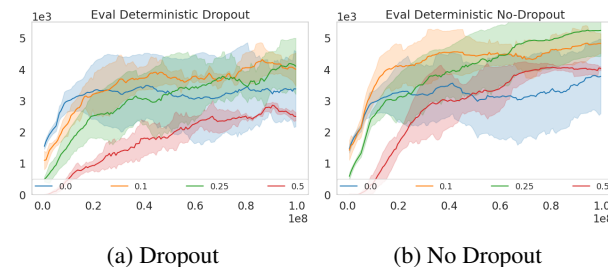 Eval Deterministic Dropout
1e3
5
4
3
2
1
0
0.0 0.1 0.25 0.5
0.0 0.2 0.4 0.6 0.8 1.0
1e8
(a) Dropout
Eval Deterministic No-Dropout
1e3
5
4
3
2
1
0
0.0 0.1 0.25 0.5
0.0 0.2 0.4 0.6 0.8 1.0
1e8
(b) No Dropout